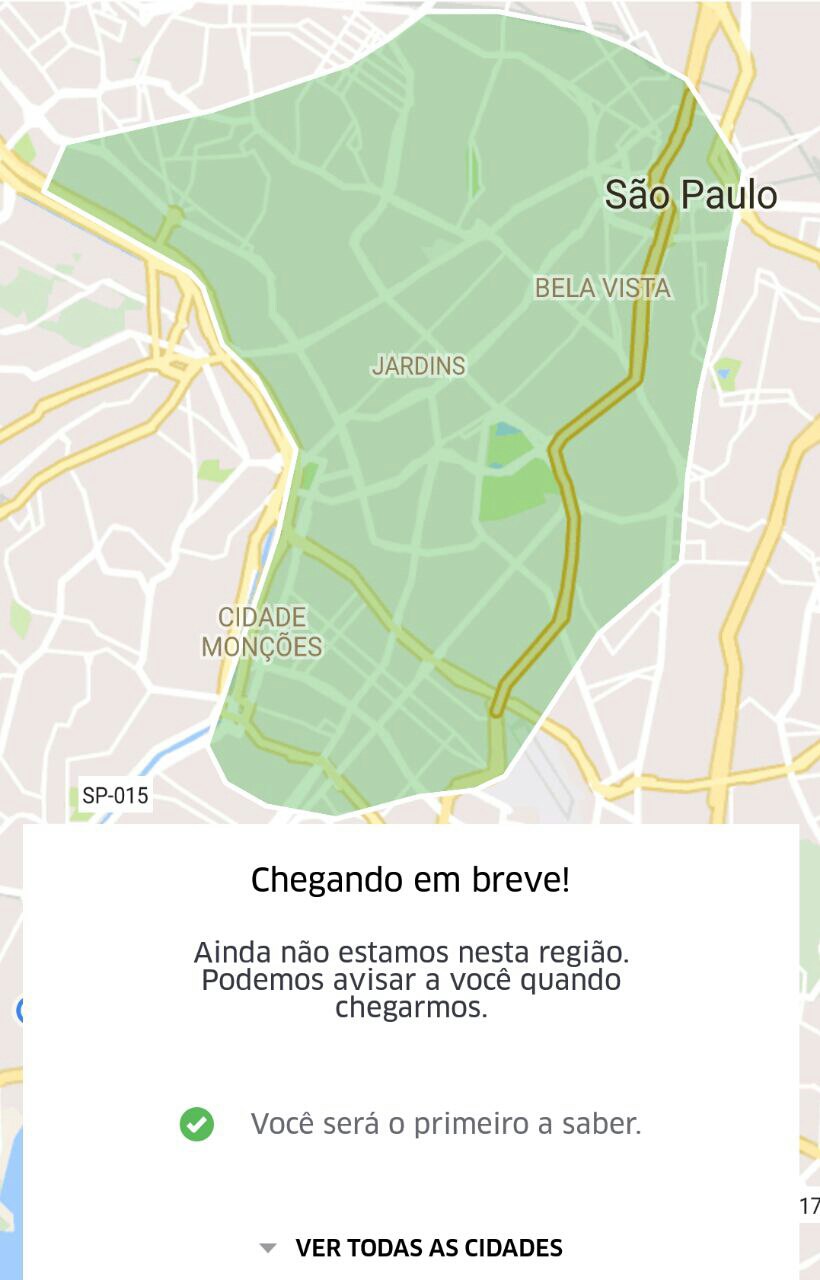 São Paulo
BELA VISTA
JARDINS
CIDADE
MONÇÕES
SP-015
Chegando em breve!
Ainda não estamos nesta região.
Podemos avisar a você quando
chegarmos.
Você será o primeiro a saber.
17
VER TODAS AS CIDADES